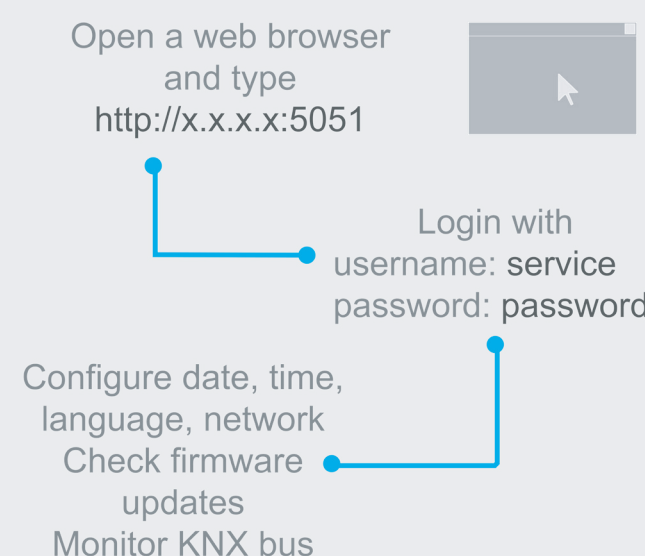 Open a web browser
and type
http://x.x.x.x:5051
Login with
username: service
password: password
Configure date, time,
language, network
Check firmware
updates
Monitor KNX bus